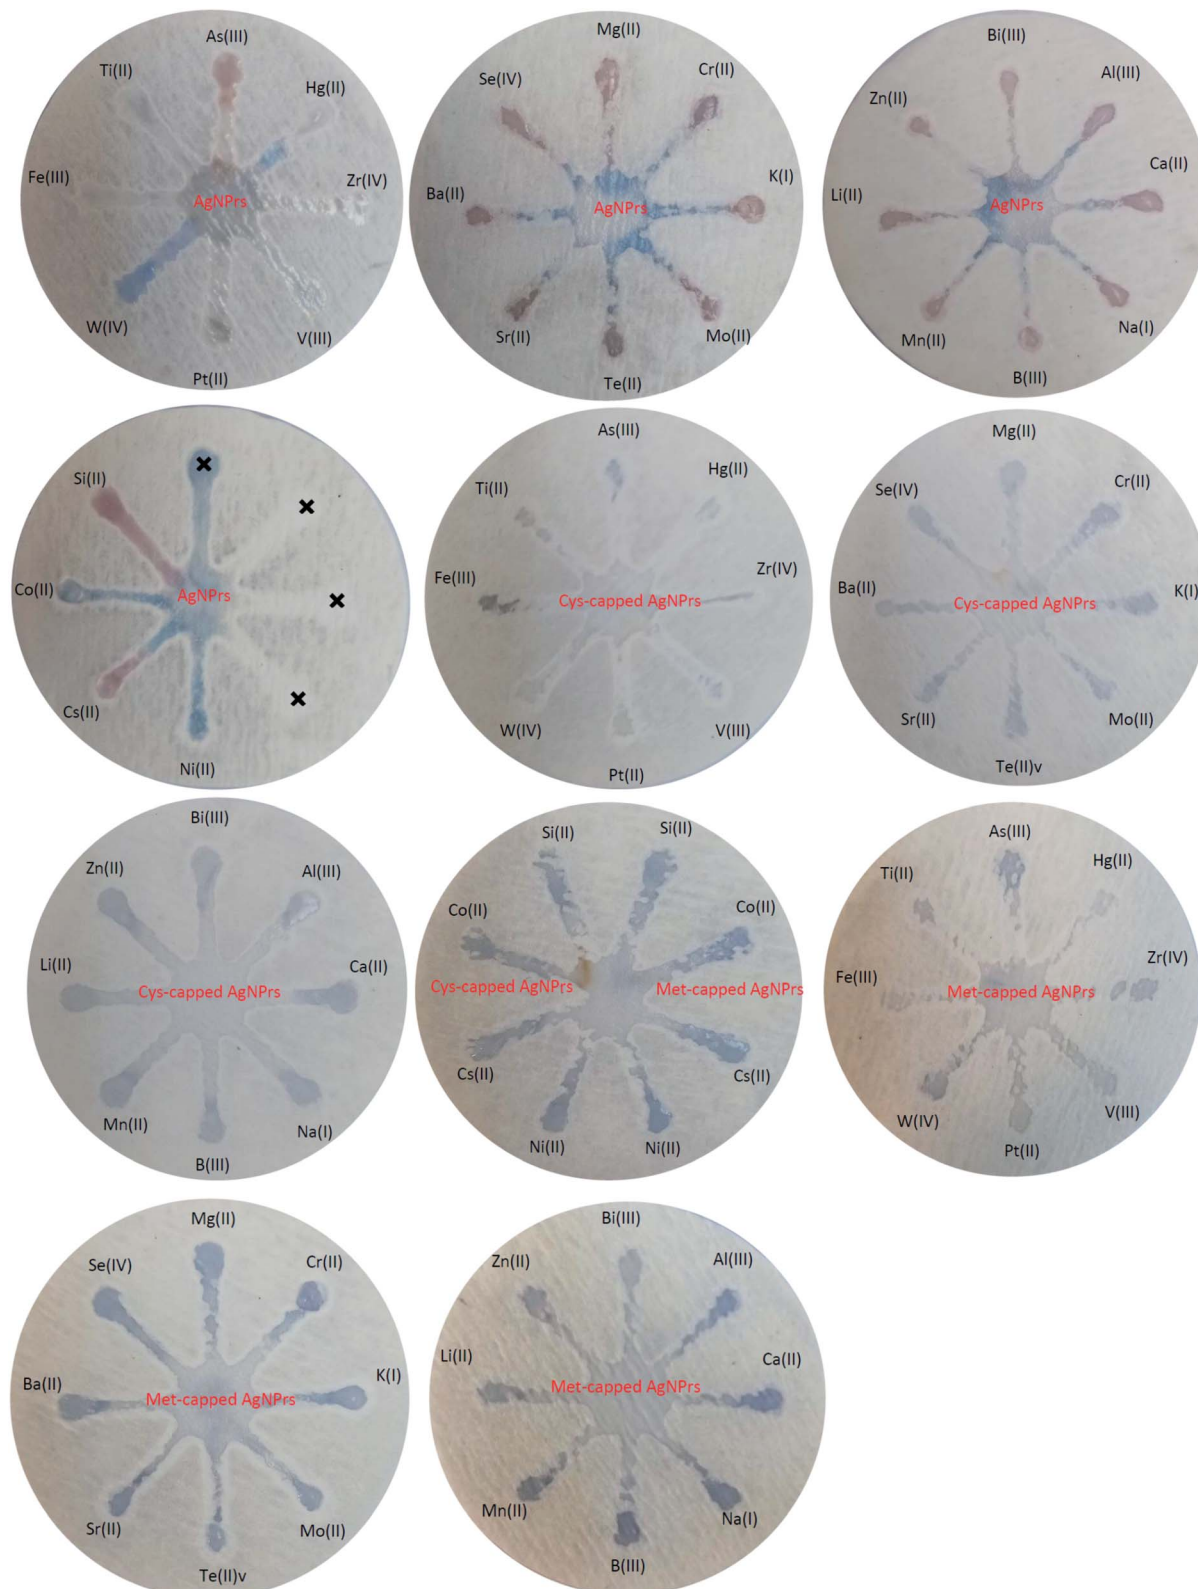 As(III)
Ti(II)
Hg(II)
Fe(III)
Zr(IV)
AgNPrs
W(IV)
V(III)
Pt(II)
Mg(II)
Se(IV)
Cr(II)
Ba(II)
K(I)
AgNPrs
Sr(II)
Mo(II)
Te(II)
Bi(III)
Zn(II)
Al(III)
Li(II)
Ca(II)
AgNPrs
Mn(II)
Na(I)
B(III)
Si(II)
Co(II)
AgNPrs
Cs(II)
Ni(II)
As(III)
Ti(II)
Hg(II)
Fe(III)
Zr(IV)
Cys-capped AgNPrs
W(IV)
V(III)
Pt(II)
Mg(II)
Se(IV)
Cr(II)
Ba(II)
K(I)
Cys-capped AgNPrs
Sr(II)
Mo(II)
Te(II)v
Bi(III)
Zn(II)
Al(III)
Li(II)
Ca(II)
Cys-capped AgNPrs
Mn(II)
Na(I)
B(III)
Si(II)
Si(II)
Co(II)
Co(II)
Cys-capped AgNPrs
Met-capped AgNPrs
Cs(II)
Cs(II)
Ni(II)
Ni(II)
As(III)
Ti(II)
Hg(II)
Fe(III)
Zr(IV)
Met-capped AgNPrs
W(IV)
V(III)
Pt(II)
Mg(II)
Se(IV)
Cr(II)
Ba(II)
K(I)
Met-capped AgNPrs
Sr(II)
Mo(II)
Te(II)v
Bi(III)
Zn(II)
Al(III)
Li(II)
Ca(II)
Met-capped AgNPrs
Mn(II)
Na(I)
B(III)